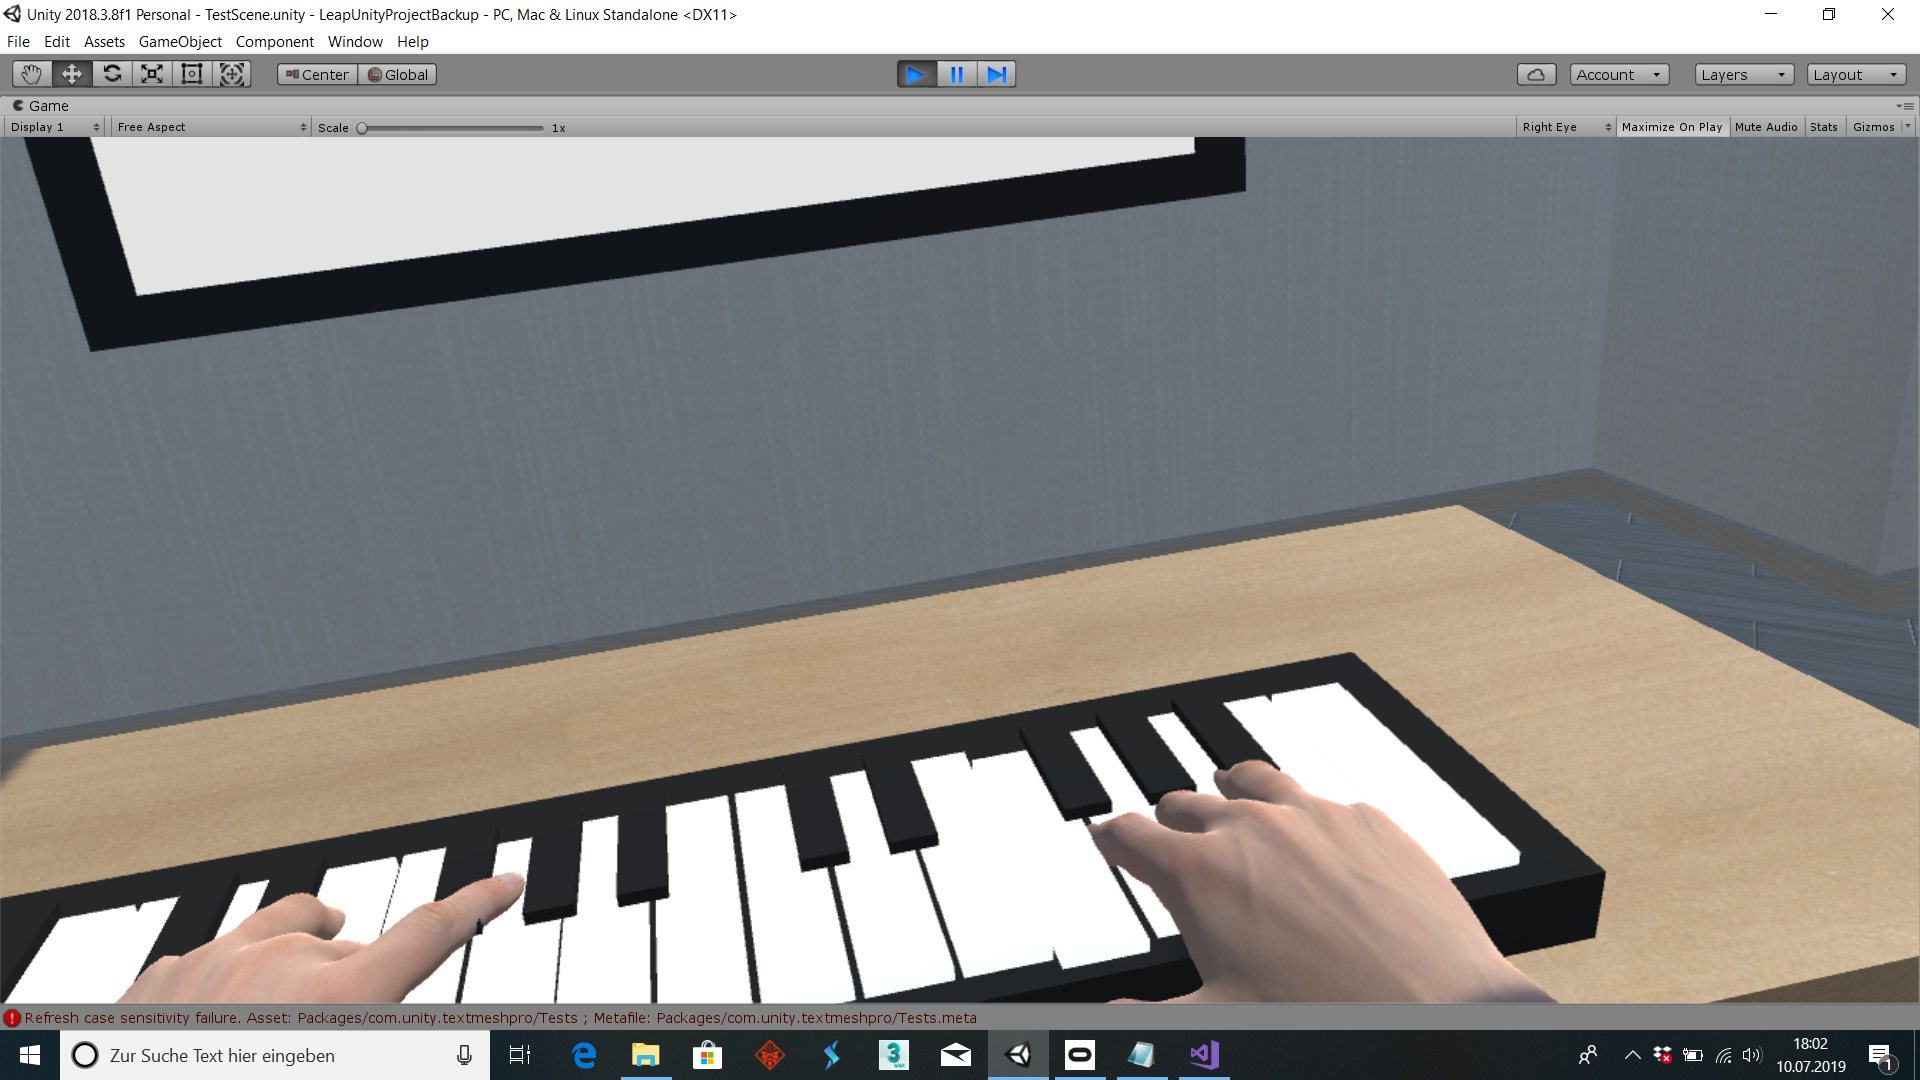 Unity 2018.3.8f1 Personal - TestScene.unity - LeapUnityProjectBackup - PC, Mac & Linux Standalone <DX11>
File Edit Assets GameObject Component Window Help
Center Global Account Layers Layout
Game
Display 1 Free Aspect Scale 1x Right Eye Maximize On Play Mute Audio Stats Gizmos
Refresh case sensitivity failure. Asset: Packages/com.unity.textmeshpro/Tests ; Metafile: Packages/com.unity.textmeshpro/Tests.meta
Zur Suche Text hier eingeben
3
MAX
18:02
10.07.2019
1